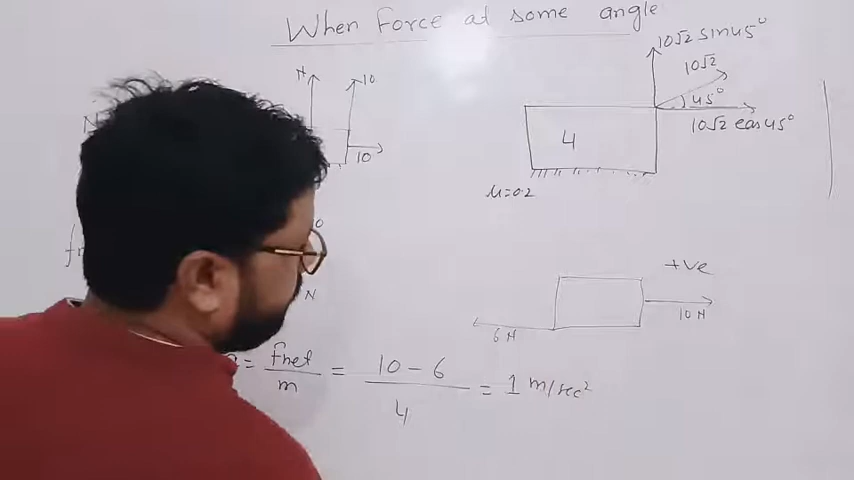 When Force at some angle
10√2 sin45°
10√2
45°
10√2 cos45°
N
10
10
4
μ=0.2
+ve
10 N
6 N
N
= fnet/m = 10 - 6/4 = 1 m/sec²